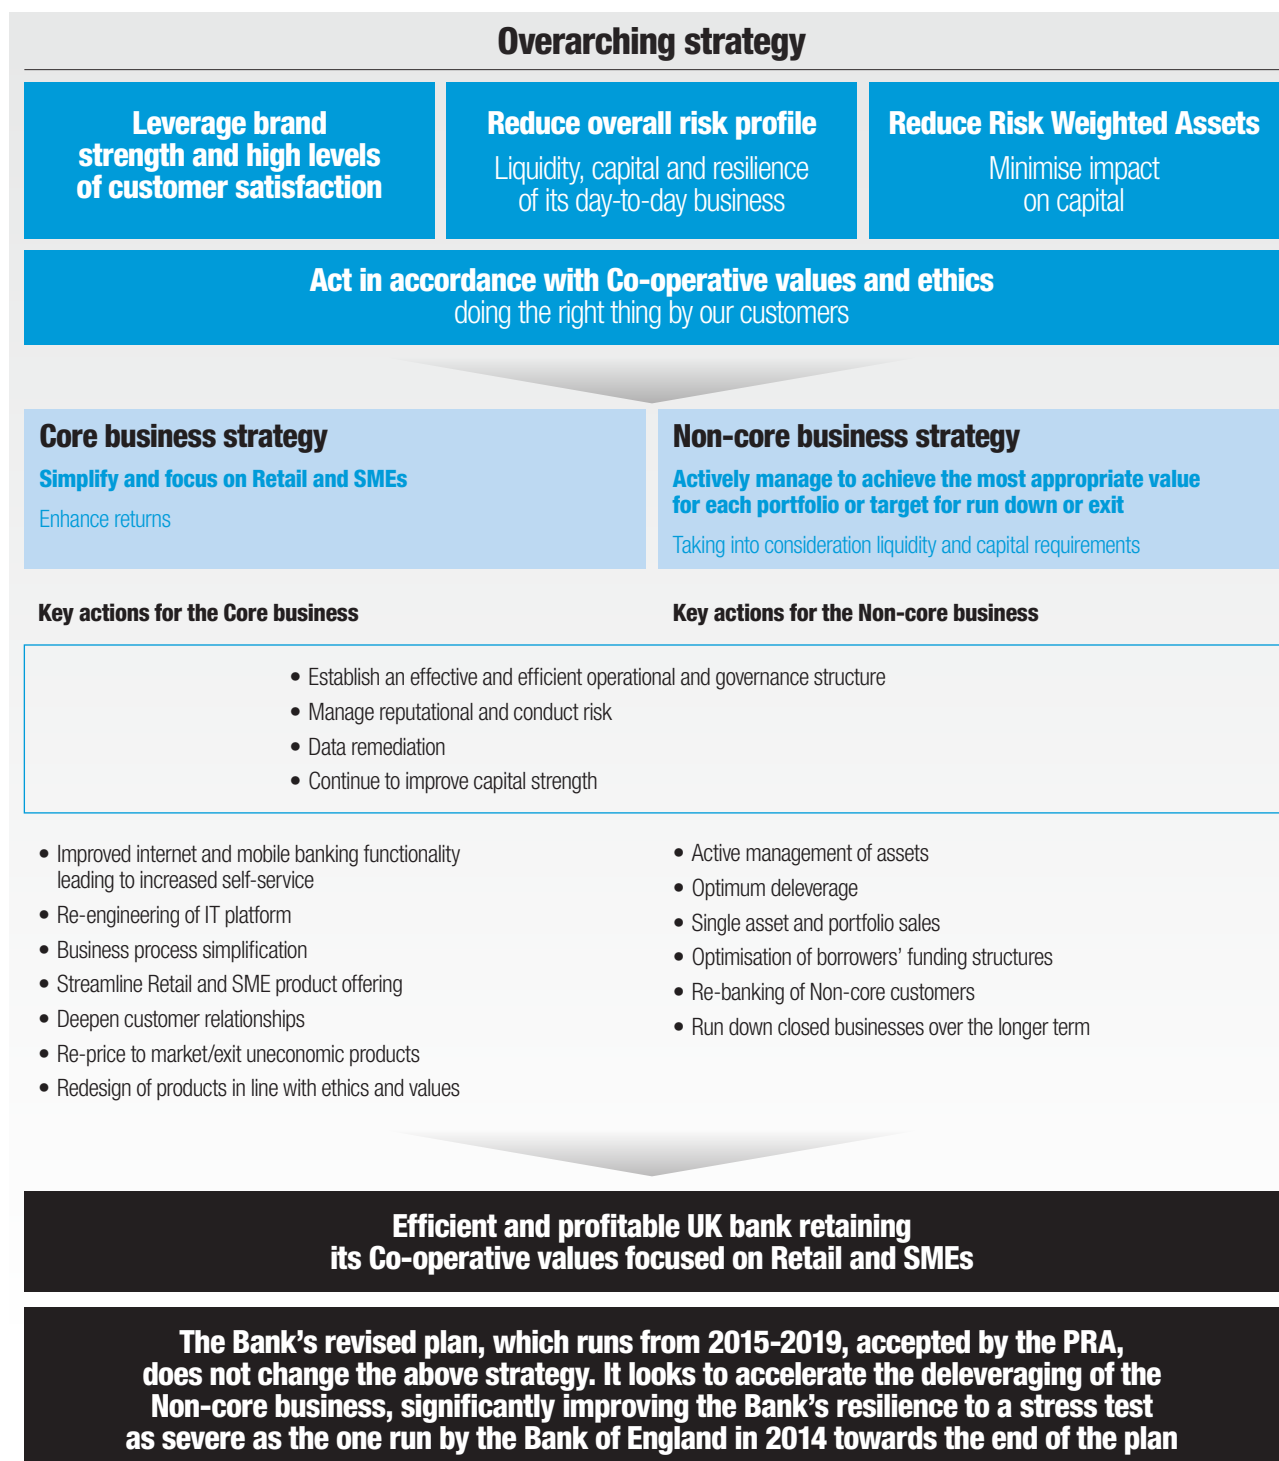 Overarching strategy
Leverage brand
strength and high levels
of customer satisfaction
Reduce overall risk profile
Liquidity, capital and resilience
of its day-to-day business
Reduce Risk Weighted Assets
Minimise impact
on capital
Act in accordance with Co-operative values and ethics
doing the right thing by our customers
Core business strategy
Simplify and focus on Retail and SMEs
Enhance returns
Non-core business strategy
Actively manage to achieve the most appropriate value
for each portfolio or target for run down or exit
Taking into consideration liquidity and capital requirements
Key actions for the Core business
Key actions for the Non-core business
• Establish an effective and efficient operational and governance structure
• Manage reputational and conduct risk
• Data remediation
• Continue to improve capital strength
• Improved internet and mobile banking functionality
leading to increased self-service
• Re-engineering of IT platform
• Business process simplification
• Streamline Retail and SME product offering
• Deepen customer relationships
• Re-price to market/exit uneconomic products
• Redesign of products in line with ethics and values
• Active management of assets
• Optimum deleverage
• Single asset and portfolio sales
• Optimisation of borrowers’ funding structures
• Re-banking of Non-core customers
• Run down closed businesses over the longer term
Efficient and profitable UK bank retaining
its Co-operative values focused on Retail and SMEs
The Bank’s revised plan, which runs from 2015-2019, accepted by the PRA,
does not change the above strategy. It looks to accelerate the deleveraging of the
Non-core business, significantly improving the Bank’s resilience to a stress test
as severe as the one run by the Bank of England in 2014 towards the end of the plan